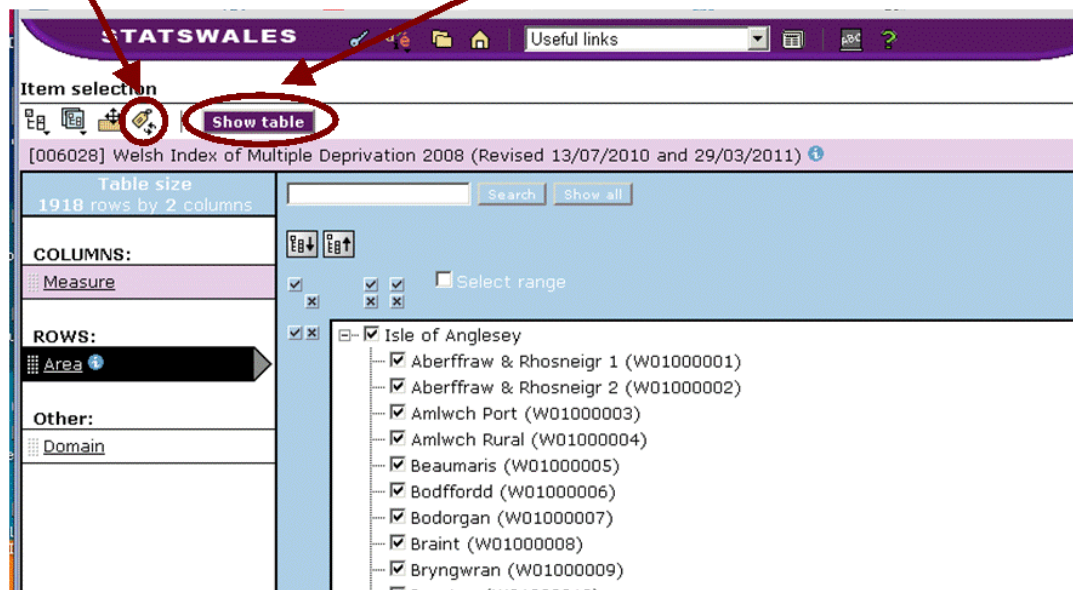 STATSWALES
Useful links
ABC
?
Item selection
Show table
[006028] Welsh Index of Multiple Deprivation 2008 (Revised 13/07/2010 and 29/03/2011)
Table size
1918 rows by 2 columns
Search
Show all
COLUMNS:
Measure
Select range
ROWS:
Area
Other:
Domain
Isle of Anglesey
Aberffraw & Rhosneigr 1 (W01000001)
Aberffraw & Rhosneigr 2 (W01000002)
Amlwch Port (W01000003)
Amlwch Rural (W01000004)
Beaumaris (W01000005)
Bodffordd (W01000006)
Bodorgan (W01000007)
Braint (W01000008)
Bryngwran (W01000009)